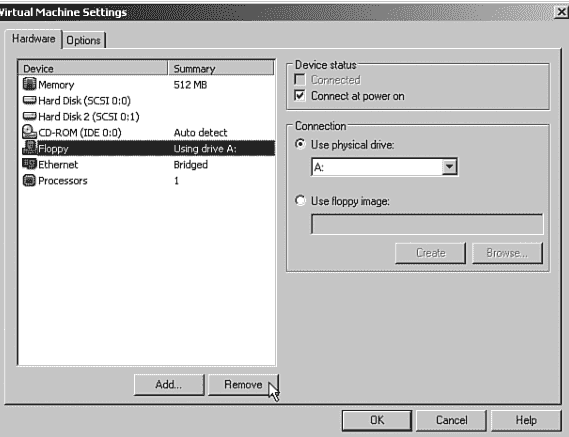 Virtual Machine Settings
Hardware Options
Device Summary
Memory 512 MB
Hard Disk (SCSI 0:0)
Hard Disk 2 (SCSI 0:1)
CD-ROM (IDE 0:0) Auto detect
Floppy Using drive A:
Ethernet Bridged
Processors 1
Add... Remove
Device status
Connected
Connect at power on
Connection
Use physical drive:
A:
Use floppy image:
Create Browse...
OK Cancel Help